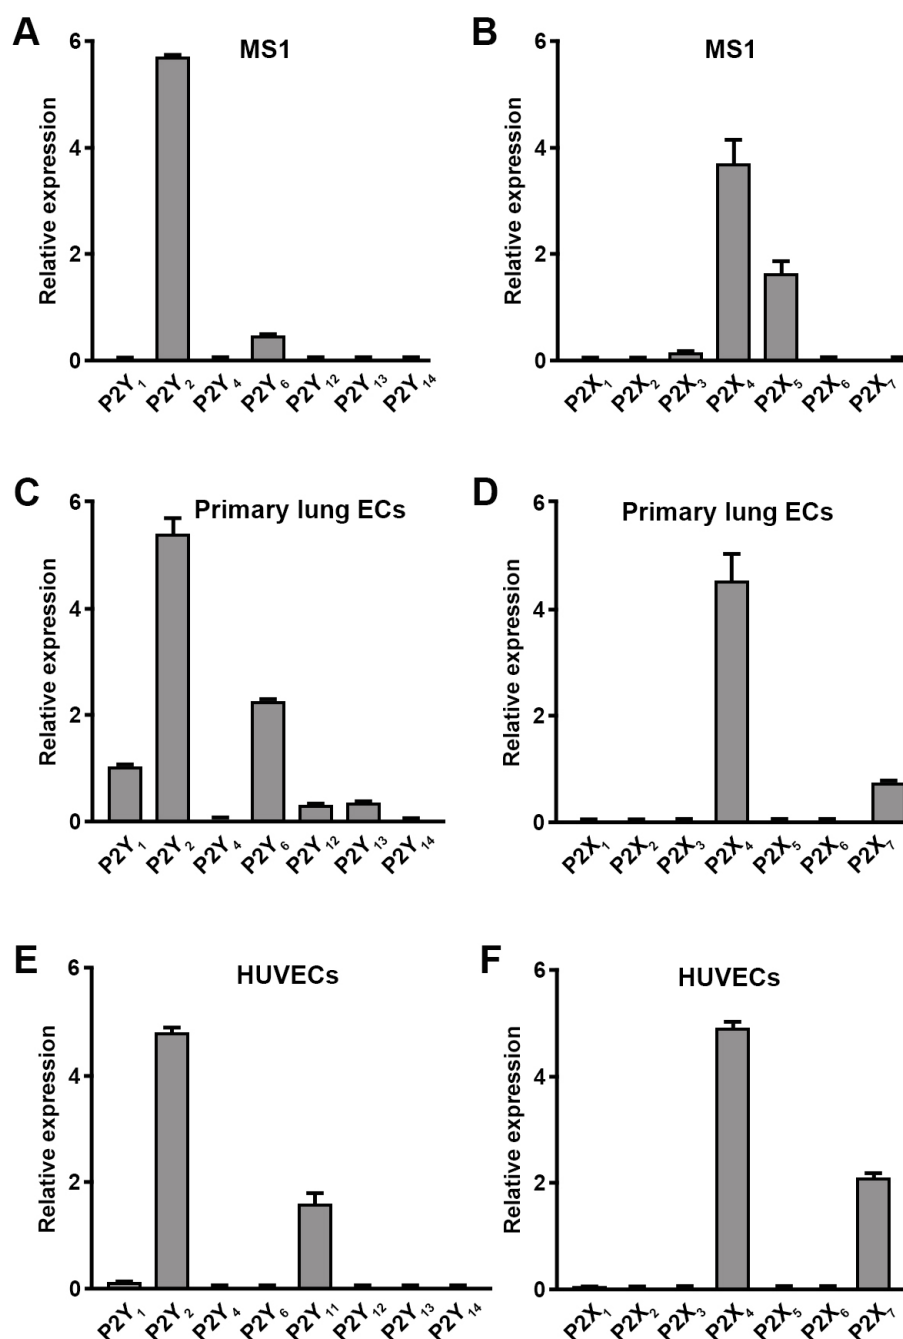 A
MS1
Relative expression
6
4
2
0
P2Y₁ P2Y₂ P2Y₄ P2Y₆ P2Y₁₂ P2Y₁₃ P2Y₁₄
B
MS1
Relative expression
6
4
2
0
P2X₁ P2X₂ P2X₃ P2X₄ P2X₅ P2X₆ P2X₇
C
Primary lung ECs
Relative expression
6
4
2
0
P2Y₁ P2Y₂ P2Y₄ P2Y₆ P2Y₁₂ P2Y₁₃ P2Y₁₄
D
Primary lung ECs
Relative expression
6
4
2
0
P2X₁ P2X₂ P2X₃ P2X₄ P2X₅ P2X₆ P2X₇
E
HUVECs
Relative expression
6
4
2
0
P2Y₁ P2Y₂ P2Y₄ P2Y₆ P2Y₁₁ P2Y₁₂ P2Y₁₃ P2Y₁₄
F
HUVECs
Relative expression
6
4
2
0
P2X₁ P2X₂ P2X₃ P2X₄ P2X₅ P2X₆ P2X₇